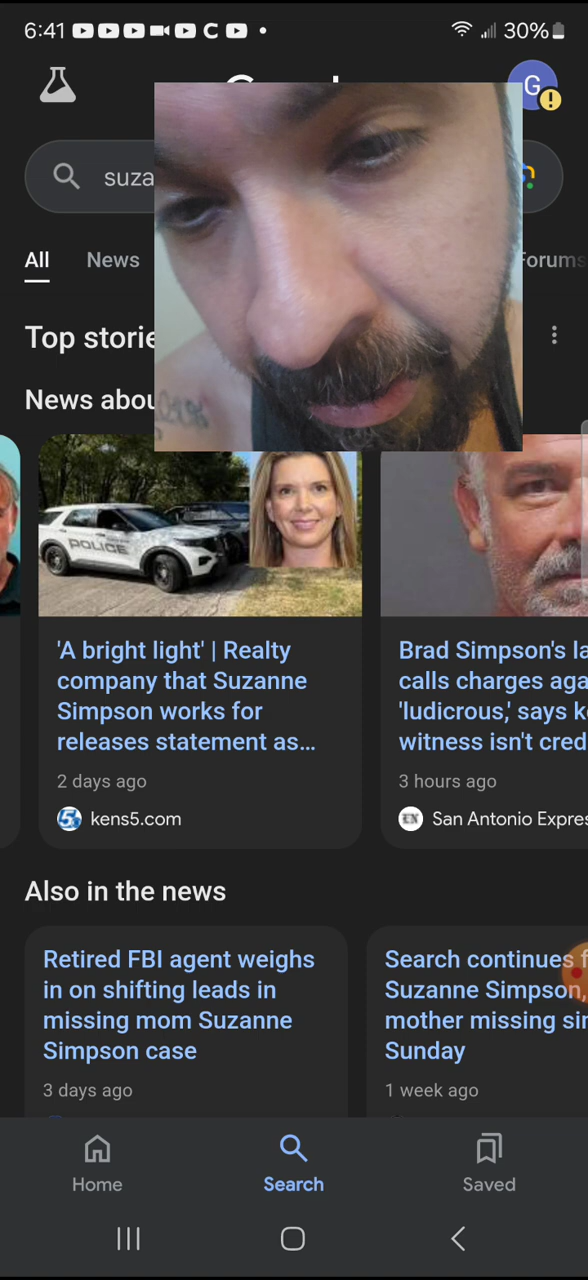 6:41
30%
G
suza
All News Forums
Top storie
News abou
POLICE
'A bright light' | Realty
company that Suzanne
Simpson works for
releases statement as...
2 days ago
5 kens5.com
Brad Simpson's la
calls charges aga
'ludicrous,' says k
witness isn't cred
3 hours ago
EN San Antonio Expres
Also in the news
Retired FBI agent weighs
in on shifting leads in
missing mom Suzanne
Simpson case
3 days ago
Search continues f
Suzanne Simpson,
mother missing sin
Sunday
1 week ago
Home Search Saved